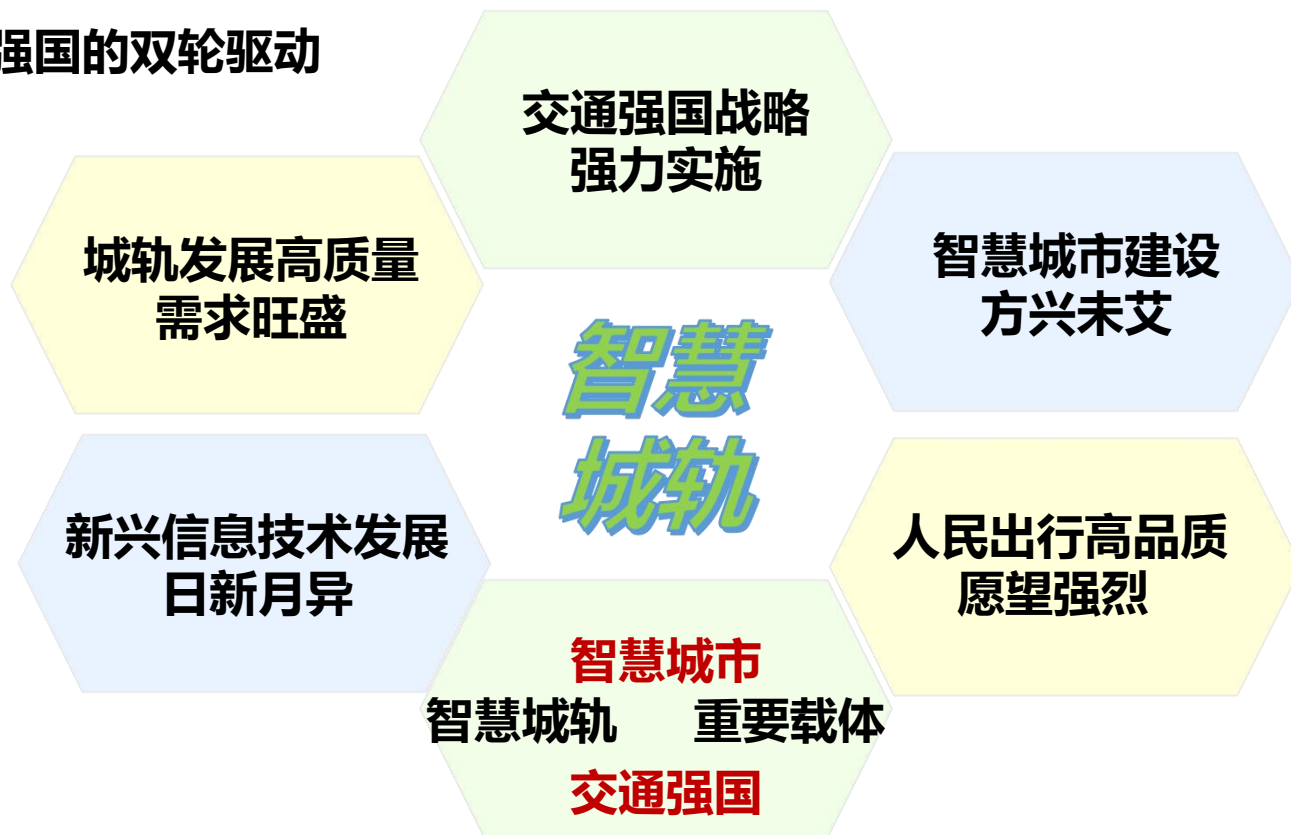 强国的双轮驱动
交通强国战略
强力实施
城轨发展高质量
需求旺盛
智慧城市建设
方兴未艾
智慧
城轨
新兴信息技术发展
日新月异
人民出行高品质
愿望强烈
智慧城市
智慧城轨 重要载体
交通强国